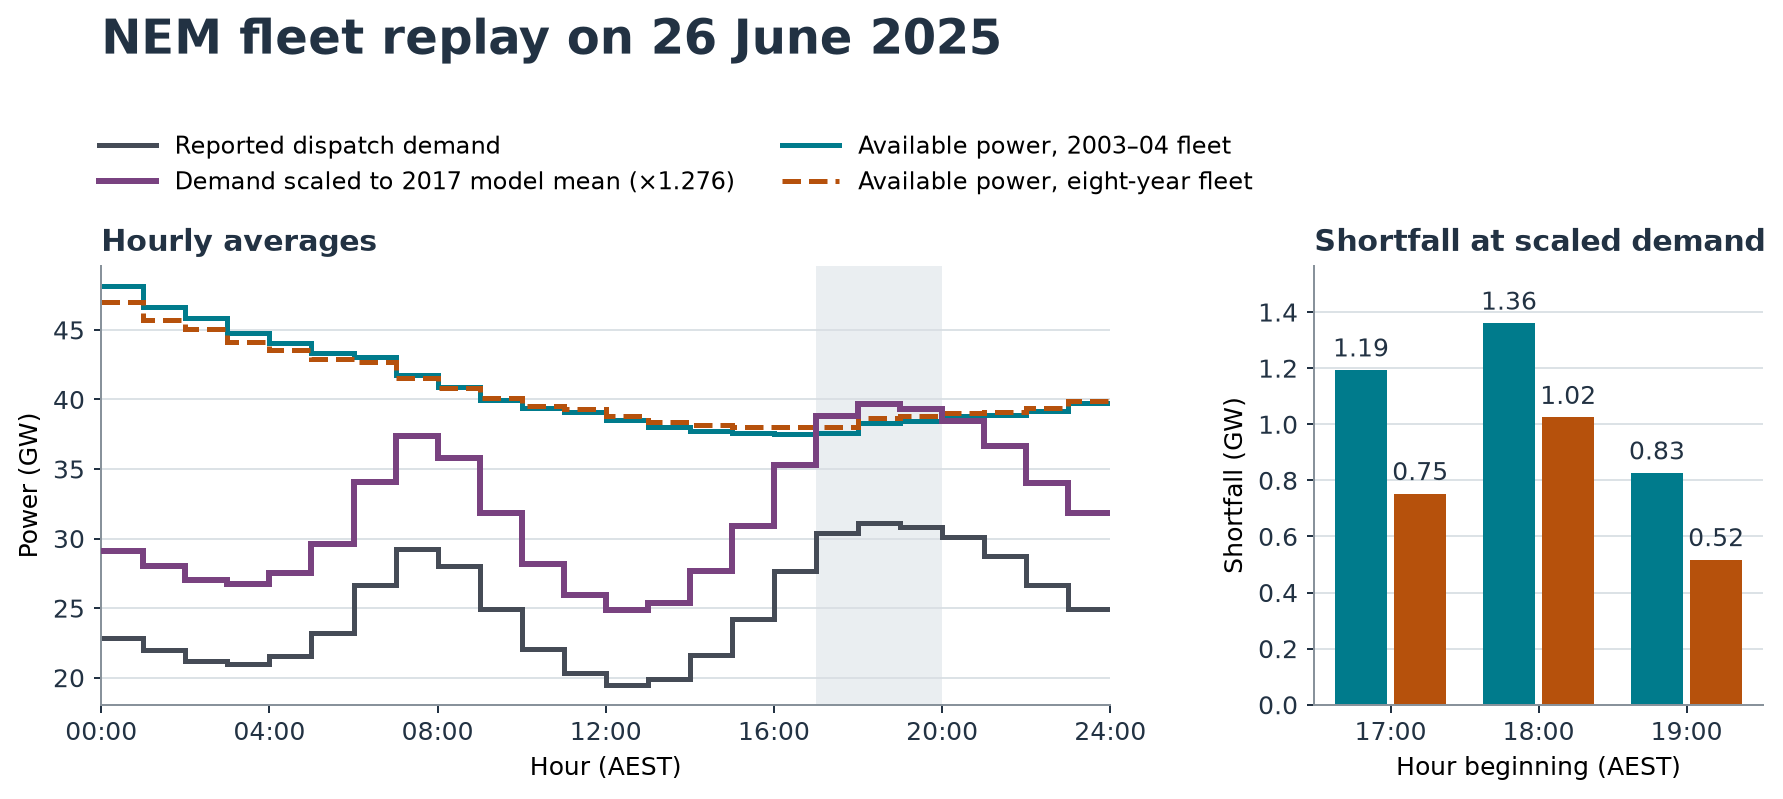 NEM fleet replay on 26 June 2025
Reported dispatch demand
Demand scaled to 2017 model mean (×1.276)
Available power, 2003–04 fleet
Available power, eight-year fleet
Hourly averages
Power (GW)
45
40
35
30
25
20
00:00 04:00 08:00 12:00 16:00 20:00 24:00
Hour (AEST)
Shortfall at scaled demand
Shortfall (GW)
1.4
1.2
1.0
0.8
0.6
0.4
0.2
0.0
1.19
0.75
1.36
1.02
0.83
0.52
17:00 18:00 19:00
Hour beginning (AEST)